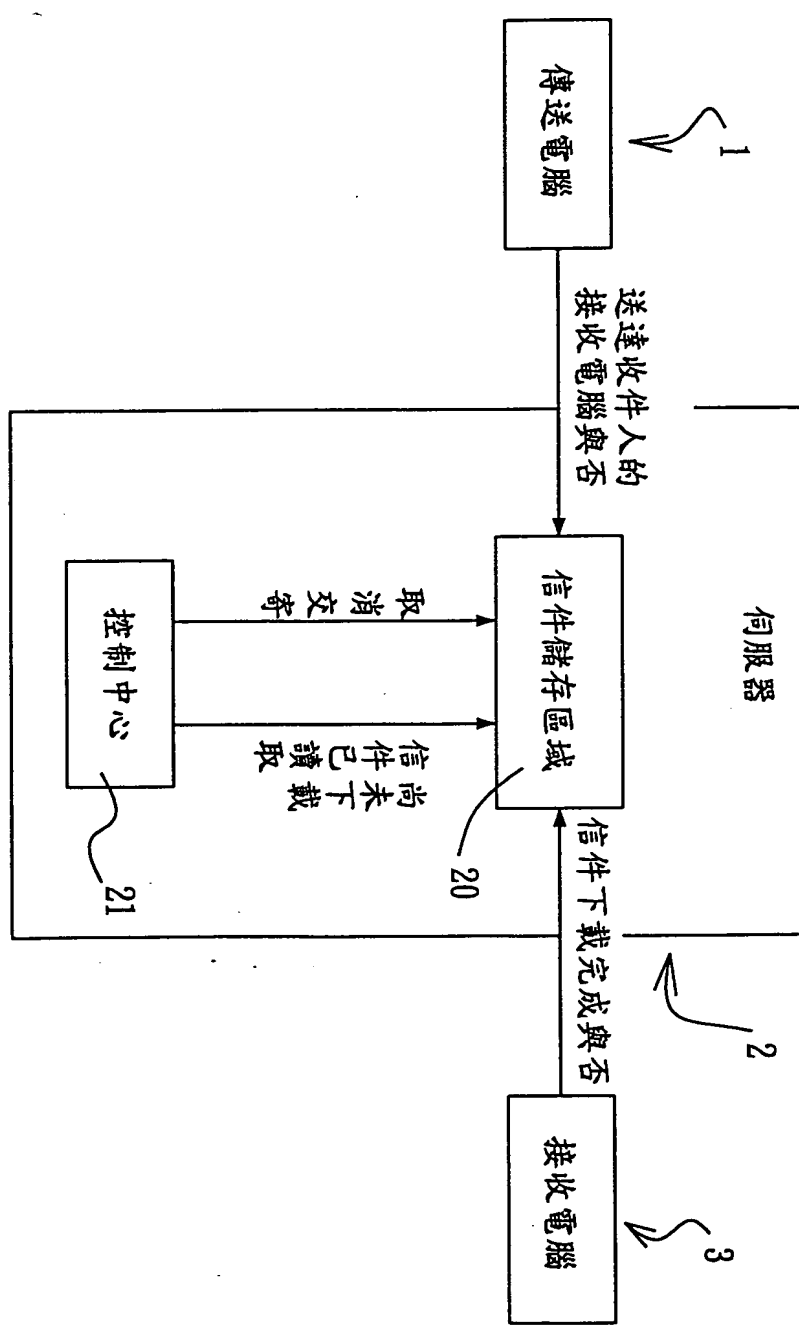 伺服器
2
1
3
傳送電腦
送達收件人的
接收電腦與否
信件儲存區域
信件下載完成與否
接收電腦
20
取消交寄
信件已讀取
尚未下載
控制中心
21